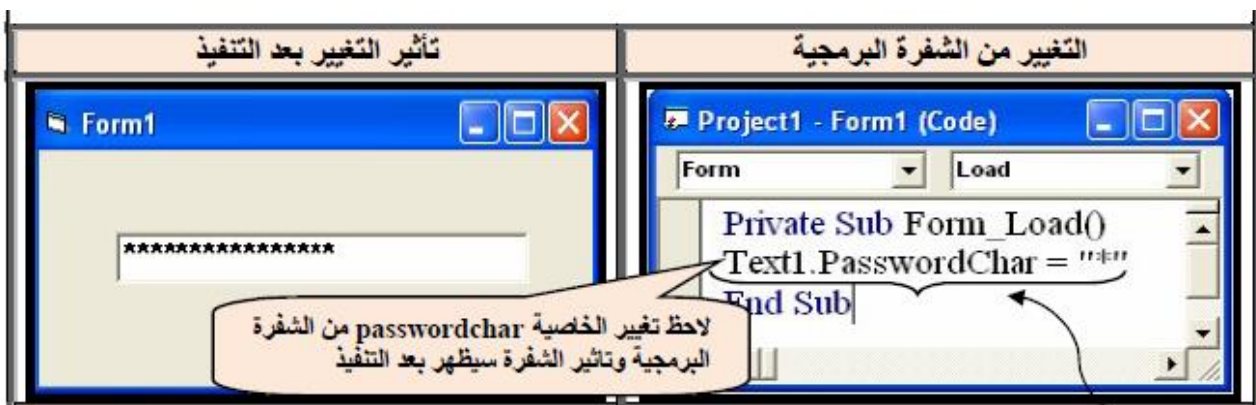 التغيير من الشفرة البرمجية
تأثير التغيير بعد التنفيذ
Project1 - Form1 (Code)
Form
Load
Private Sub Form_Load()
Text1.PasswordChar = "*"
End Sub
Form1
****************
لاحظ تغيير الخاصية passwordchar من الشفرة
البرمجية وتاثير الشفرة سيظهر بعد التنفيذ